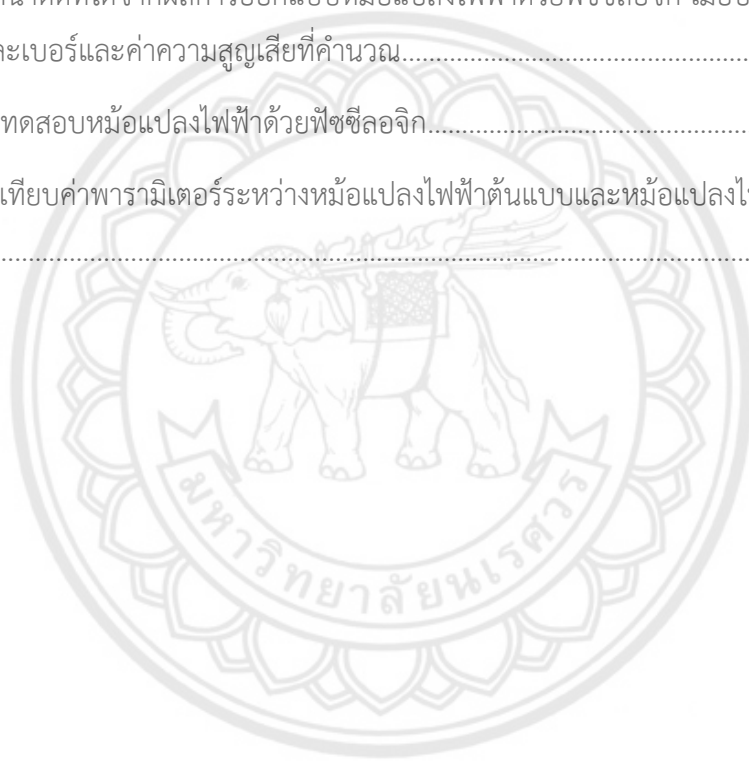 ละเบอร์และค่าความสูญเสียที่คำนวณ................................................................
ทดสอบหม้อแปลงไฟฟ้าด้วยฟัซซีลอจิก............................................................
เทียบค่าพารามิเตอร์ระหว่างหม้อแปลงไฟฟ้าต้นแบบและหม้อแปลง
................................................................................................................................
มหาวิทยาลัยนเรศวร